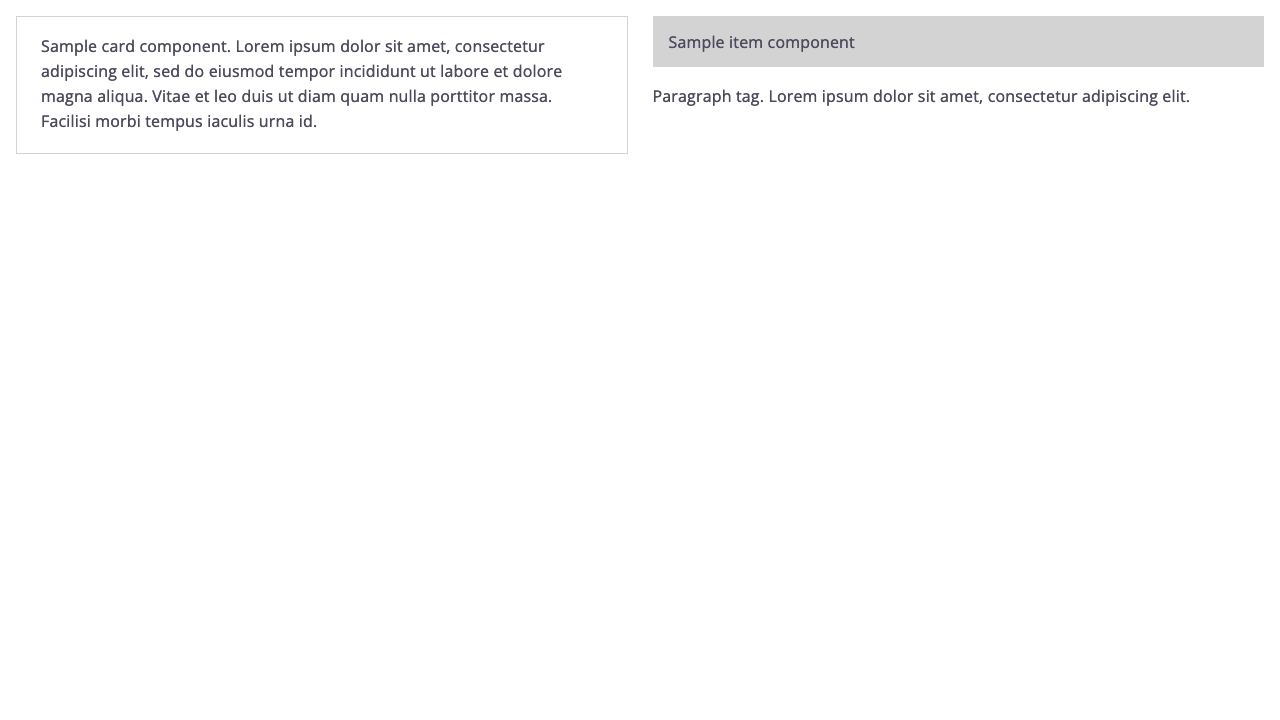 Sample card component. Lorem ipsum dolor sit amet, consectetur
adipiscing elit, sed do eiusmod tempor incididunt ut labore et dolore
magna aliqua. Vitae et leo duis ut diam quam nulla porttitor massa.
Facilisi morbi tempus iaculis urna id.
Sample item component
Paragraph tag. Lorem ipsum dolor sit amet, consectetur adipiscing elit.